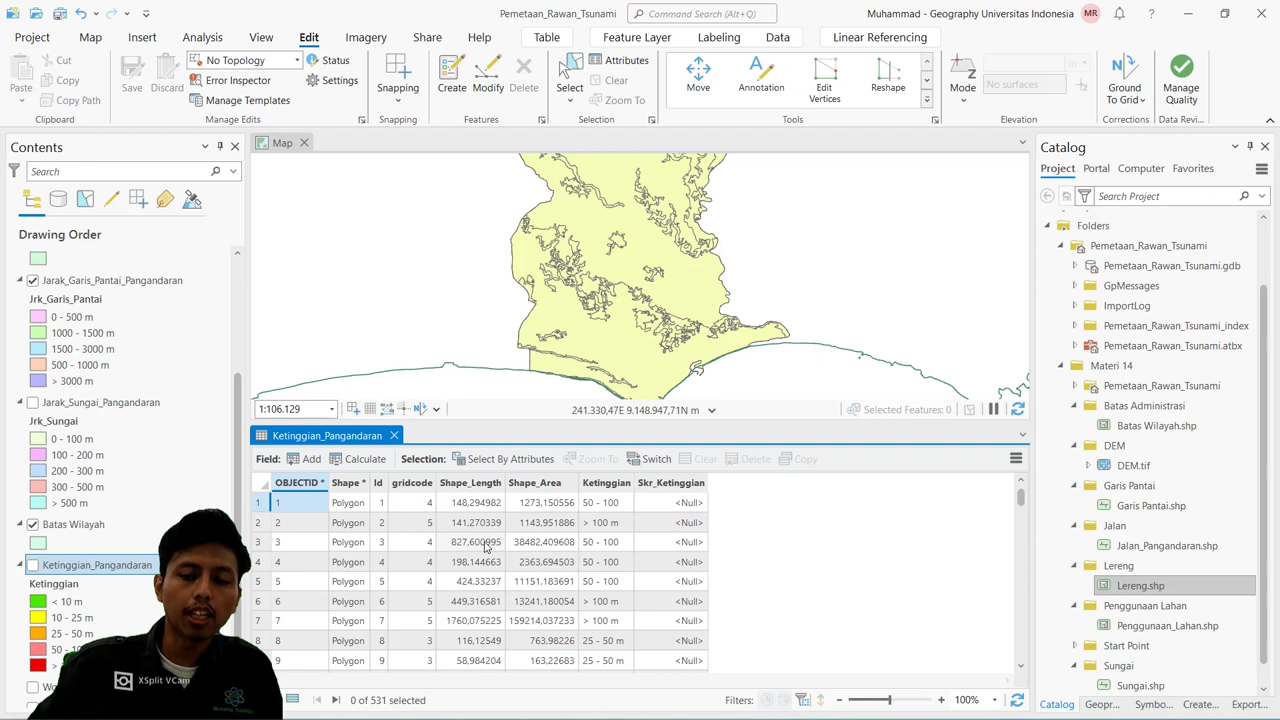 Pemetaan_Rawan_Tsunami
Command Search (Alt+Q)
Muhammad - Geography Universitas Indonesia
MR
Project
Map
Insert
Analysis
View
Edit
Imagery
Share
Help
Table
Feature Layer
Labeling
Data
Linear Referencing
Paste
Cut
Copy
Copy Path
Clipboard
Save
Discard
No Topology
Error Inspector
Manage Templates
Status
Settings
Manage Edits
Snapping
Snapping
Create
Modify
Delete
Features
Select
Attributes
Clear
Zoom To
Selection
Move
Annotation
Edit Vertices
Reshape
Tools
Mode
m
No surfaces
Elevation
Ground To Grid
Corrections
Manage Quality
Data Revi...
Contents
Search
Drawing Order
Jarak_Garis_Pantai_Pangandaran
Jrk_Garis_Pantai
0 - 500 m
1000 - 1500 m
1500 - 3000 m
500 - 1000 m
> 3000 m
Jarak_Sungai_Pangandaran
Jrk_Sungai
0 - 100 m
100 - 200 m
200 - 300 m
300 - 500 m
> 500 m
Batas Wilayah
Ketinggian_Pangandaran
Ketinggian
< 10 m
10 - 25 m
25 - 50 m
XSplit VCam
Map
1:106.129
241.330,47E 9.148.947,71N m
Selected Features: 0
Ketinggian_Pangandaran
Field: Add Calculate Selection: Select By Attributes Zoom To Switch Clear Delete Copy
OBJECTID * Shape * Id gridcode Shape_Length Shape_Area Ketinggian Skr_Ketinggian
1 1 Polygon 1 4 148,294982 1273,150556 50 - 100 <Null>
2 2 Polygon 2 5 141,270339 1143,951886 > 100 m <Null>
3 3 Polygon 3 4 827,600995 38482,409608 50 - 100 <Null>
4 4 Polygon 4 4 198,144663 2363,694503 50 - 100 <Null>
5 5 Polygon 5 4 424,33237 11151,183691 50 - 100 <Null>
6 6 Polygon 6 5 449,316581 13241,180054 > 100 m <Null>
7 7 Polygon 7 5 1760,075225 159214,037233 > 100 m <Null>
8 8 Polygon 8 3 116,12549 763,98226 25 - 50 m <Null>
9 9 Polygon 9 3 58,984204 163,22683 25 - 50 m <Null>
0 of 531 selected
Filters:
100%
Catalog
Project
Portal
Computer
Favorites
Search Project
Folders
Pemetaan_Rawan_Tsunami
Pemetaan_Rawan_Tsunami.gdb
GpMessages
ImportLog
Pemetaan_Rawan_Tsunami_index
Pemetaan_Rawan_Tsunami.atbx
Materi 14
Pemetaan_Rawan_Tsunami
Batas Administrasi
Batas Wilayah.shp
DEM
DEM.tif
Garis Pantai
Garis Pantai.shp
Jalan
Jalan_Pangandaran.shp
Lereng
Lereng.shp
Penggunaan Lahan
Penggunaan_Lahan.shp
Start Point
Sungai
Sungai.shp
Catalog
Geopr...
Symbo...
Create...
Export...